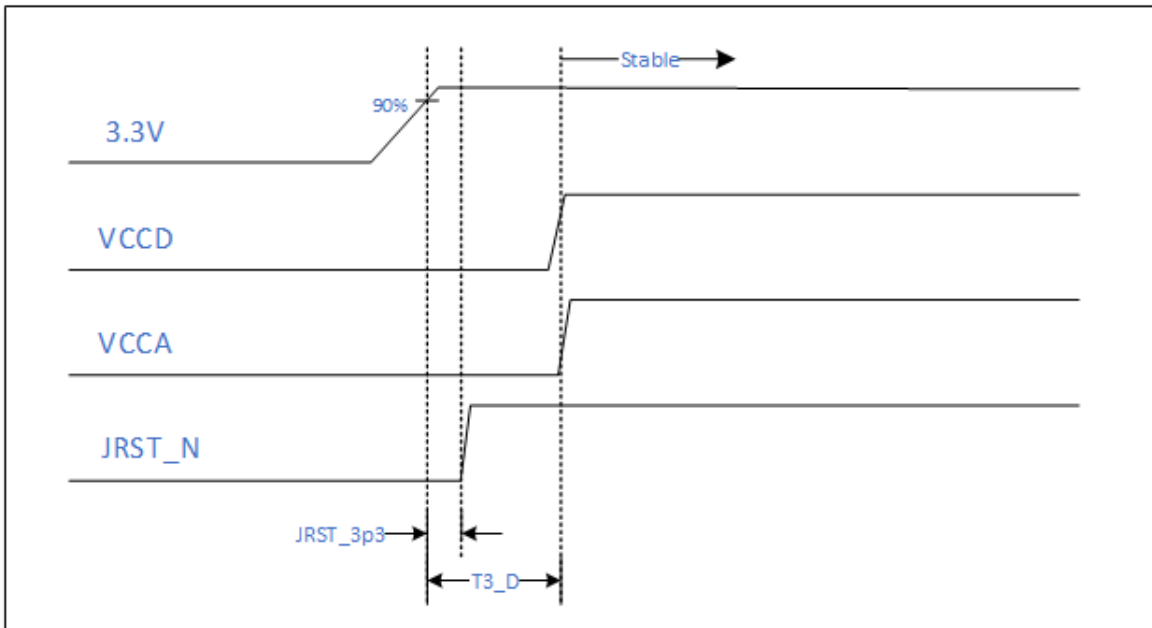 Stable
90%
3.3V
VCCD
VCCA
JRST_N
JRST_3p3
T3_D